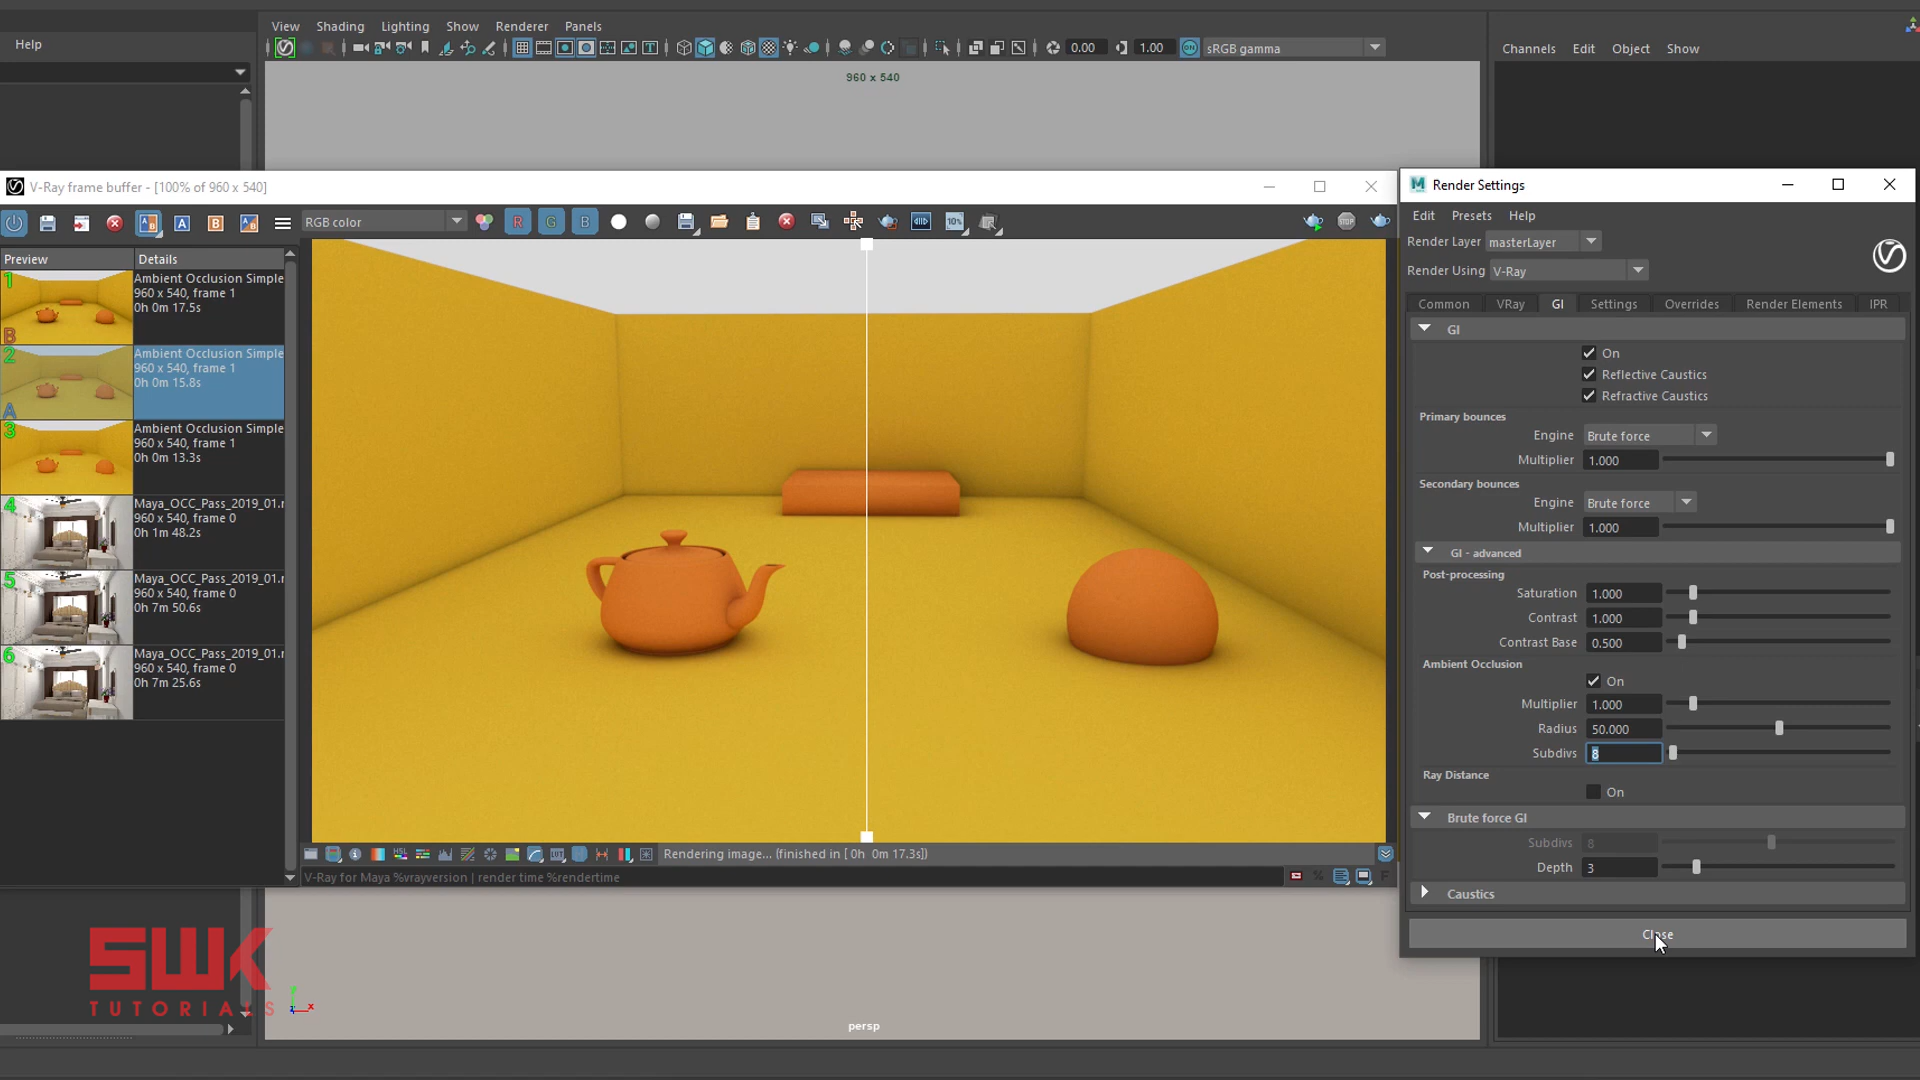 View Shading Lighting Show Renderer Panels
Help
0.00 1.00 ON sRGB gamma
Channels Edit Object Show
960 x 540
V-Ray frame buffer - [100% of 960 x 540]
Render Settings
Edit Presets Help
RGB color R G B
Render Layer masterLayer
Render Using V-Ray
Common VRay GI Settings Overrides Render Elements IPR
Preview Details
1 B Ambient Occlusion Simple
960 x 540, frame 1
0h 0m 17.5s
2 A Ambient Occlusion Simple
960 x 540, frame 1
0h 0m 15.8s
3 Ambient Occlusion Simple
960 x 540, frame 1
0h 0m 13.3s
4 Maya_OCC_Pass_2019_01.r
960 x 540, frame 0
0h 1m 48.2s
5 Maya_OCC_Pass_2019_01.r
960 x 540, frame 0
0h 7m 50.6s
6 Maya_OCC_Pass_2019_01.r
960 x 540, frame 0
0h 7m 25.6s
GI
On
Reflective Caustics
Refractive Caustics
Primary bounces
Engine Brute force
Multiplier 1.000
Secondary bounces
Engine Brute force
Multiplier 1.000
GI - advanced
Post-processing
Saturation 1.000
Contrast 1.000
Contrast Base 0.500
Ambient Occlusion
On
Multiplier 1.000
Radius 50.000
Subdivs 8
Ray Distance
On
Brute force GI
Subdivs 8
Depth 3
Caustics
Close
Rendering image... (finished in [ 0h 0m 17.3s])
V-Ray for Maya %vrayversion | render time %rendertime
SWK
TUTORIALS
persp